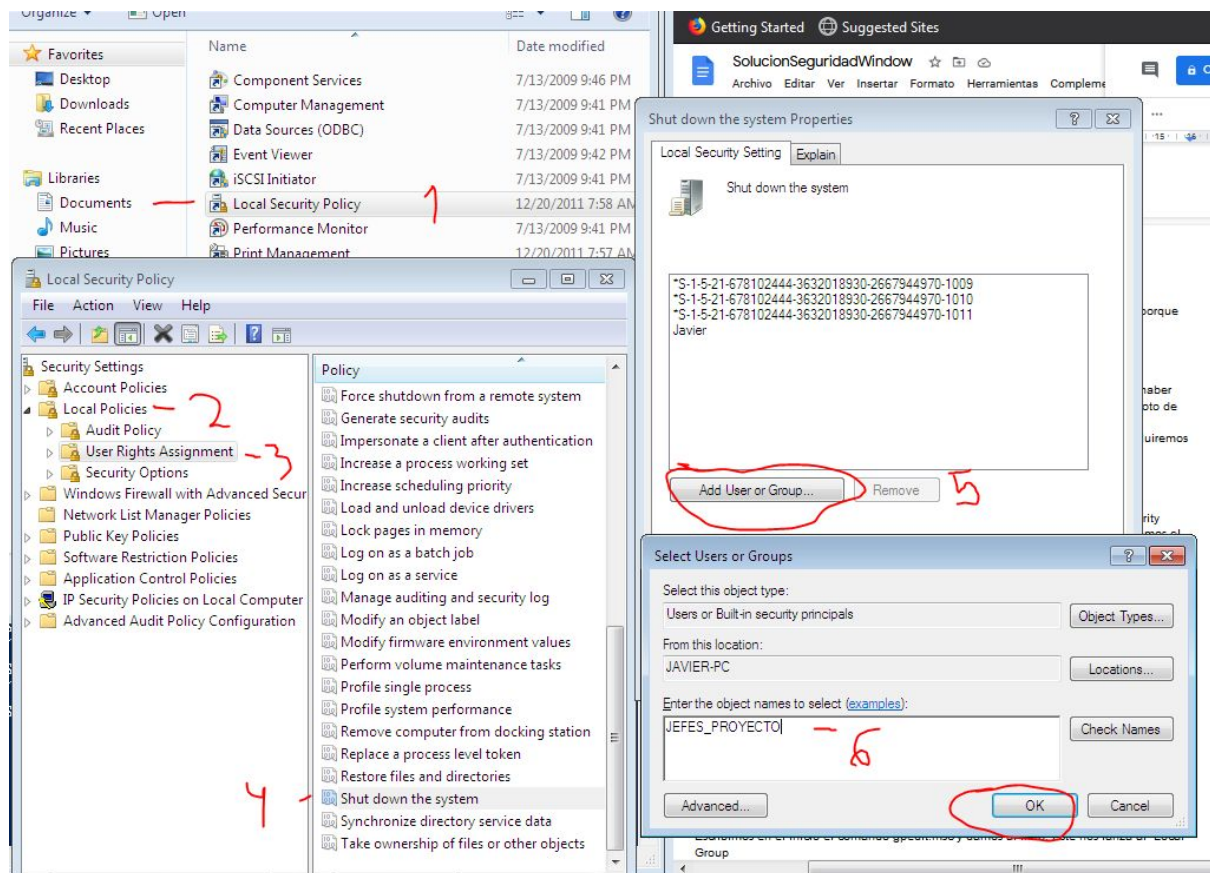 Organize Open
Favorites
Desktop
Downloads
Recent Places
Libraries
Documents
Music
Pictures
Name Date modified
Component Services 7/13/2009 9:46 PM
Computer Management 7/13/2009 9:41 PM
Data Sources (ODBC) 7/13/2009 9:41 PM
Event Viewer 7/13/2009 9:42 PM
iSCSI Initiator 7/13/2009 9:41 PM
Local Security Policy 12/20/2011 7:58 AM
Performance Monitor 7/13/2009 9:41 PM
Print Management 12/20/2011 7:57 AM
1
Local Security Policy
File Action View Help
Security Settings
Account Policies
Local Policies
2
Audit Policy
User Rights Assignment
3
Security Options
Windows Firewall with Advanced Secur
Network List Manager Policies
Public Key Policies
Software Restriction Policies
Application Control Policies
IP Security Policies on Local Computer
Advanced Audit Policy Configuration
Policy
Force shutdown from a remote system
Generate security audits
Impersonate a client after authentication
Increase a process working set
Increase scheduling priority
Load and unload device drivers
Lock pages in memory
Log on as a batch job
Log on as a service
Manage auditing and security log
Modify an object label
Modify firmware environment values
Perform volume maintenance tasks
Profile single process
Profile system performance
Remove computer from docking station
Replace a process level token
Restore files and directories
4
Shut down the system
Synchronize directory service data
Take ownership of files or other objects
Getting Started Suggested Sites
SolucionSeguridadWindow
Archivo Editar Ver Insertar Formato Herramientas Compleme
15 16
Shut down the system Properties
Local Security Setting Explain
Shut down the system
*S-1-5-21-678102444-3632018930-2667944970-1009
*S-1-5-21-678102444-3632018930-2667944970-1010
*S-1-5-21-678102444-3632018930-2667944970-1011
Javier
Add User or Group... Remove
5
porque
haber
oto de
uiremos
rity
Select Users or Groups
Select this object type:
Users or Built-in security principals
Object Types...
From this location:
JAVIER-PC
Locations...
Enter the object names to select (examples):
JEFES_PROYECTO
6
Check Names
Advanced... OK Cancel
Group